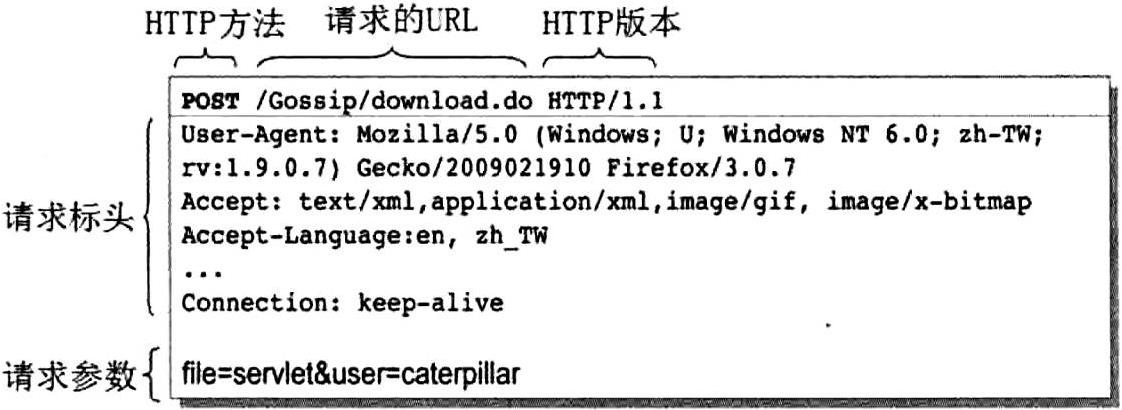 HTTP方法 请求的URL HTTP版本
POST /Gossip/download.do HTTP/1.1
User-Agent: Mozilla/5.0 (Windows; U; Windows NT 6.0; zh-TW;
rv:1.9.0.7) Gecko/2009021910 Firefox/3.0.7
Accept: text/xml,application/xml,image/gif, image/x-bitmap
请求标头
Accept-Language:en, zh_TW
...
Connection: keep-alive
请求参数 file=servlet&user=caterpillar